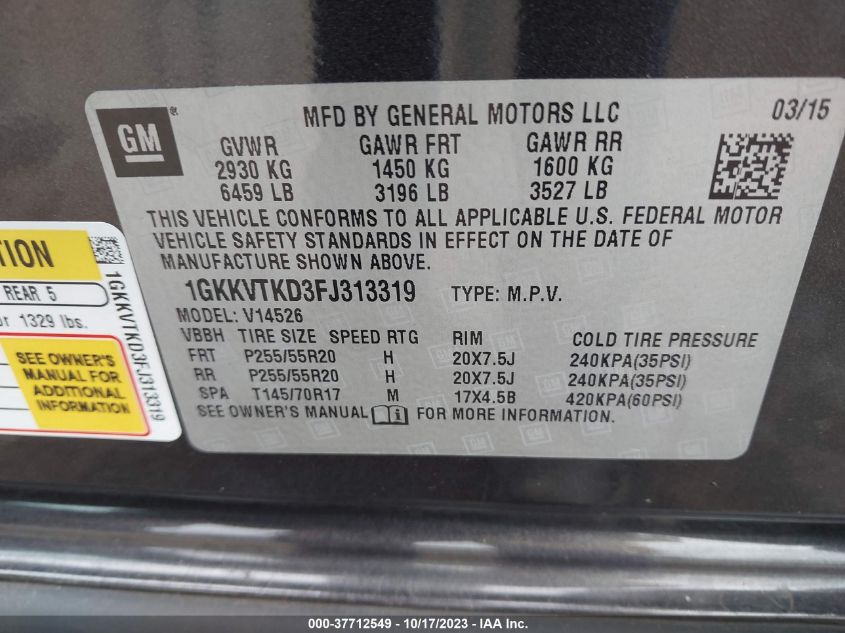 GM
®
MFD BY GENERAL MOTORS LLC
03/15
GVWR GAWR FRT GAWR RR
2930 KG 1450 KG 1600 KG
6459 LB 3196 LB 3527 LB
THIS VEHICLE CONFORMS TO ALL APPLICABLE U.S. FEDERAL MOTOR
VEHICLE SAFETY STANDARDS IN EFFECT ON THE DATE OF
MANUFACTURE SHOWN ABOVE.
1GKKVTKD3FJ313319 TYPE: M.P.V.
MODEL: V14526
VBBH TIRE SIZE SPEED RTG RIM COLD TIRE PRESSURE
FRT P255/55R20 H 20X7.5J 240KPA(35PSI)
RR P255/55R20 H 20X7.5J 240KPA(35PSI)
SPA T145/70R17 M 17X4.5B 420KPA(60PSI)
SEE OWNER'S MANUAL FOR MORE INFORMATION.
REAR 5
1329 lbs.
SEE OWNER'S
MANUAL FOR
ADDITIONAL
INFORMATION
1GKKVTKD3FJ313319
000-37712549 - 10/17/2023 - IAA Inc.